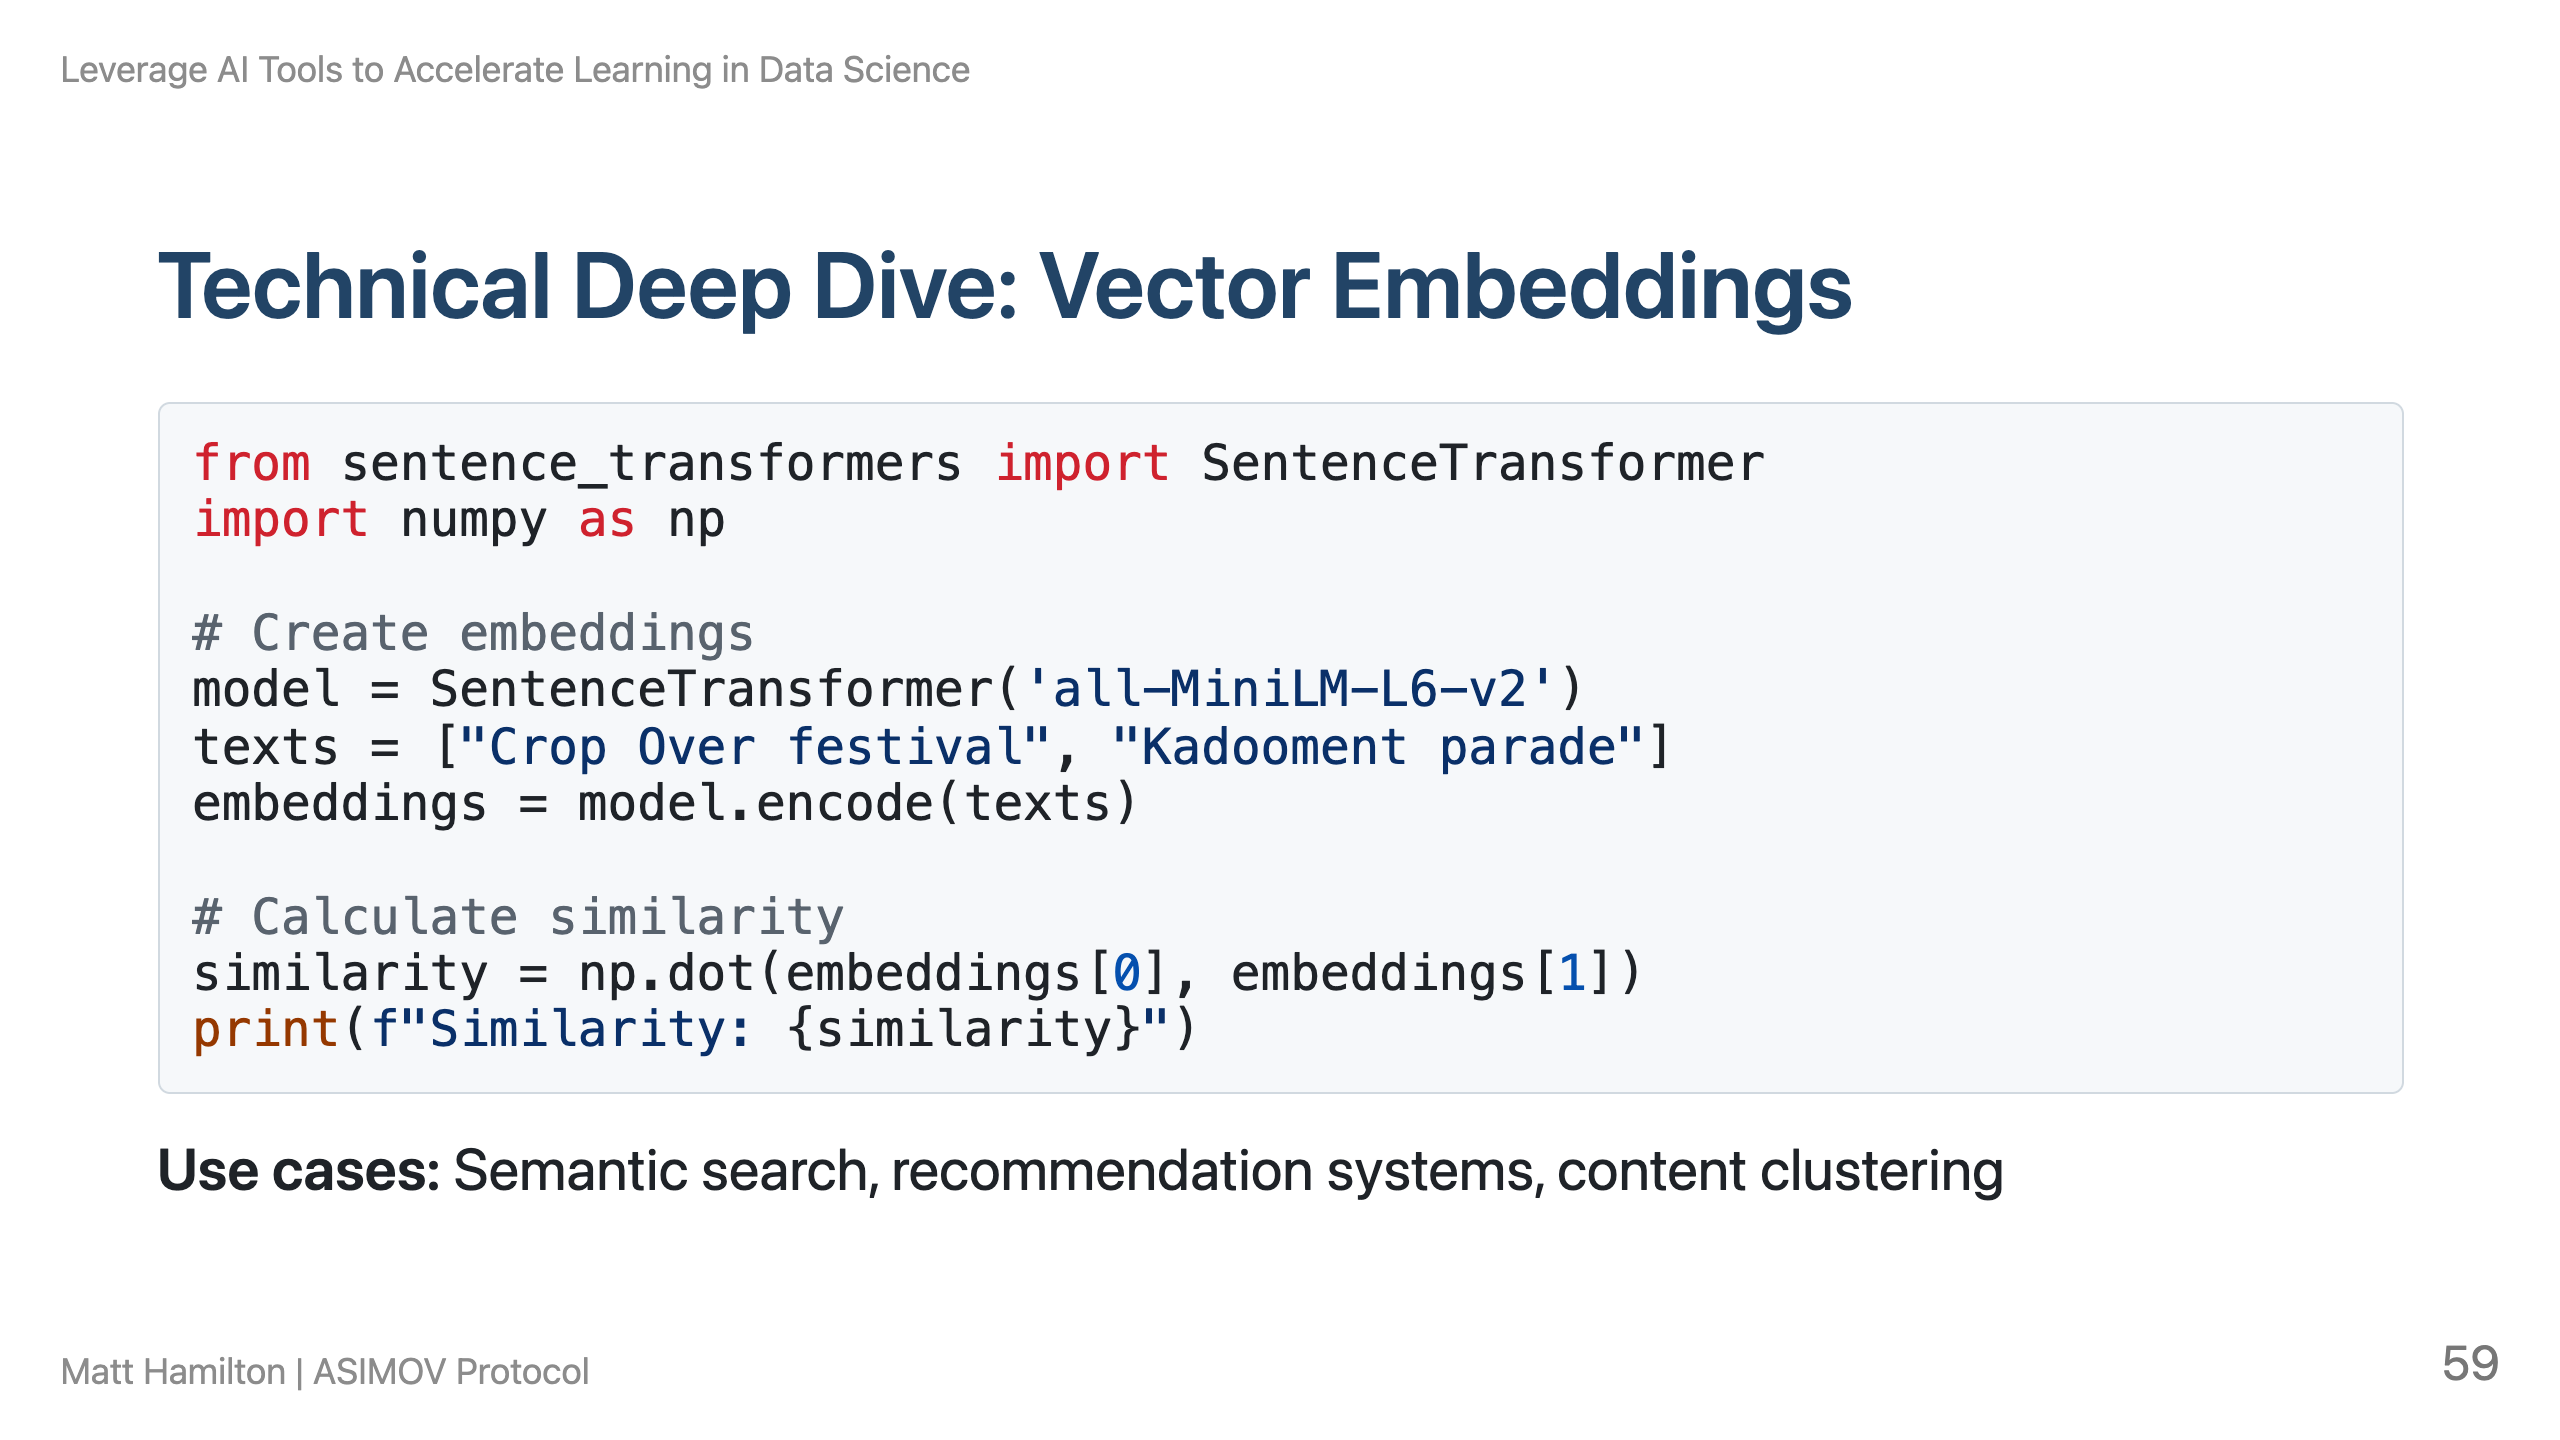 Leverage AI Tools to Accelerate Learning in Data Science
Technical Deep Dive: Vector Embeddings
from sentence_transformers import SentenceTransformer
import numpy as np
# Create embeddings
model = SentenceTransformer('all-MiniLM-L6-v2')
texts = ["Crop Over festival", "Kadooment parade"]
embeddings = model.encode(texts)
# Calculate similarity
similarity = np.dot(embeddings[0], embeddings[1])
print(f"Similarity: {similarity}")
Use cases: Semantic search, recommendation systems, content clustering
Matt Hamilton | ASIMOV Protocol
59